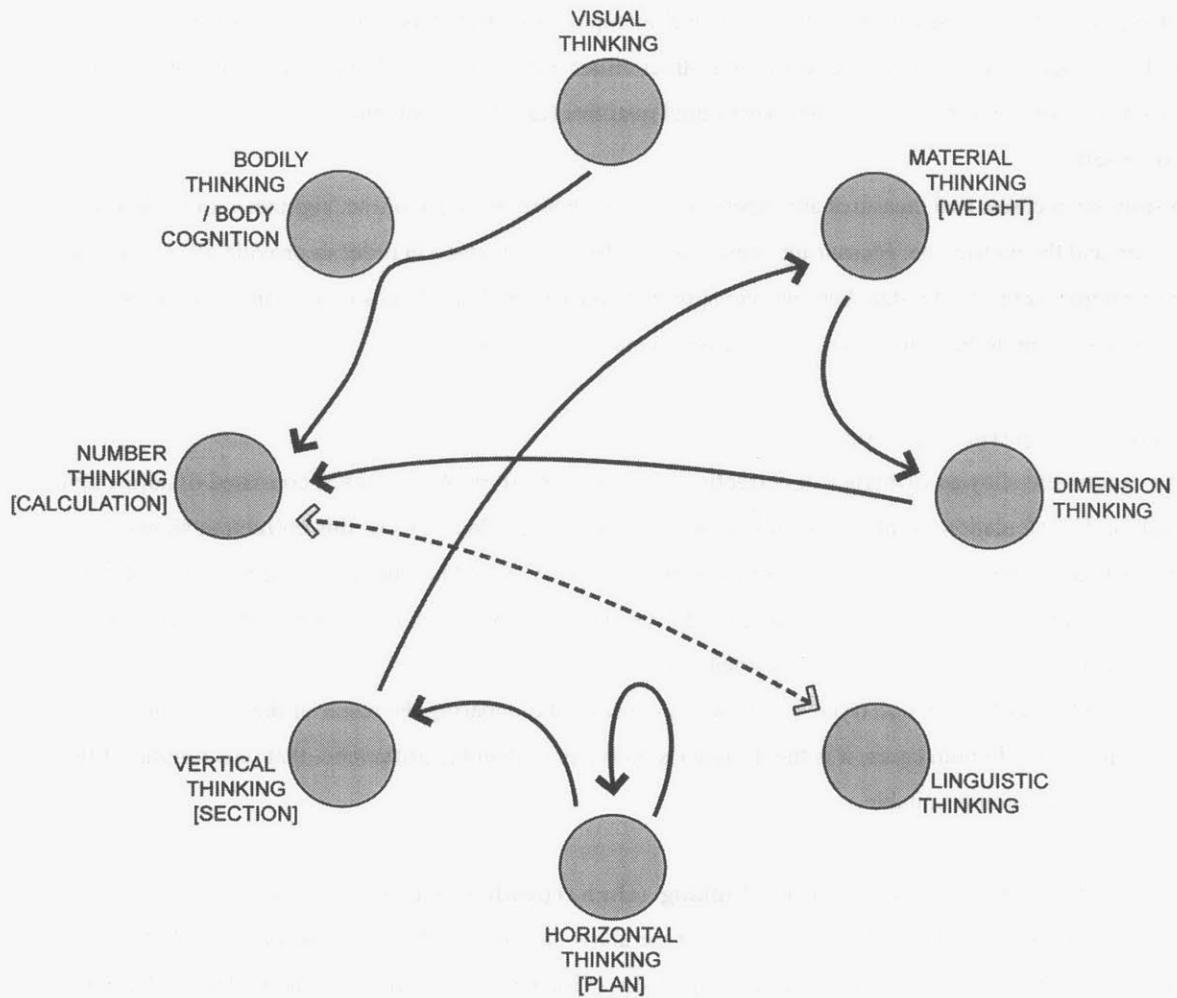 VISUAL
THINKING
BODILY
THINKING
/ BODY
COGNITION
MATERIAL
THINKING
[WEIGHT]
NUMBER
THINKING
[CALCULATION]
DIMENSION
THINKING
VERTICAL
THINKING
[SECTION]
LINGUISTIC
THINKING
HORIZONTAL
THINKING
[PLAN]